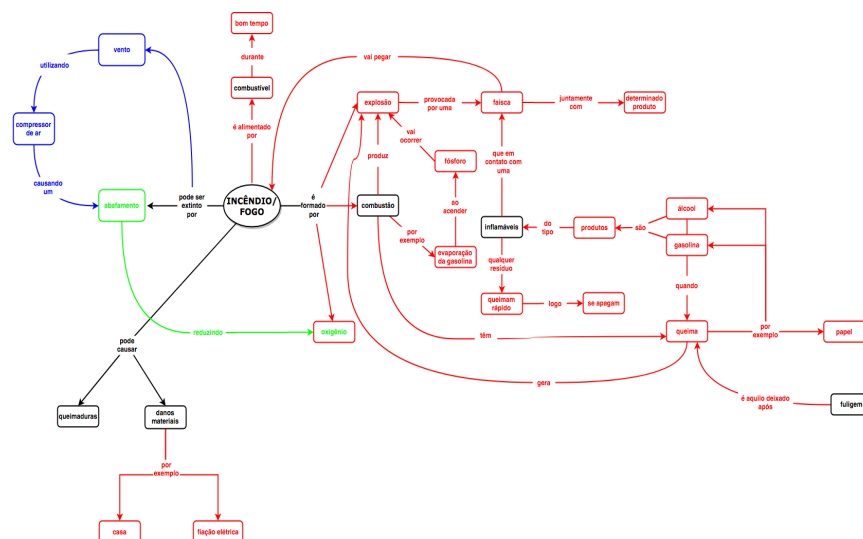 bom tempo
vento
durante
vai pegar
utilizando
combustível
explosão
provocada
por uma
faísca
juntamente
com
determinado
produto
compressor
de ar
é alimentado
por
vai
ocorrer
produz
fósforo
que em
contato com
uma
causando
um
abafamento
pode ser
extinto
por
INCÊNDIO/
FOGO
é
formado
por
combustão
ao
acender
álcool
inflamáveis
do
tipo
produtos
são
gasolina
por
exemplo
evaporação
da gasolina
qualquer
resíduo
quando
queimam
rápido
logo
se apagam
reduzindo
oxigênio
têm
queima
por
exemplo
papel
pode
causar
gera
é aquilo deixado
após
fuligem
queimaduras
danos
materiais
por
exemplo
casa
fiação elétrica